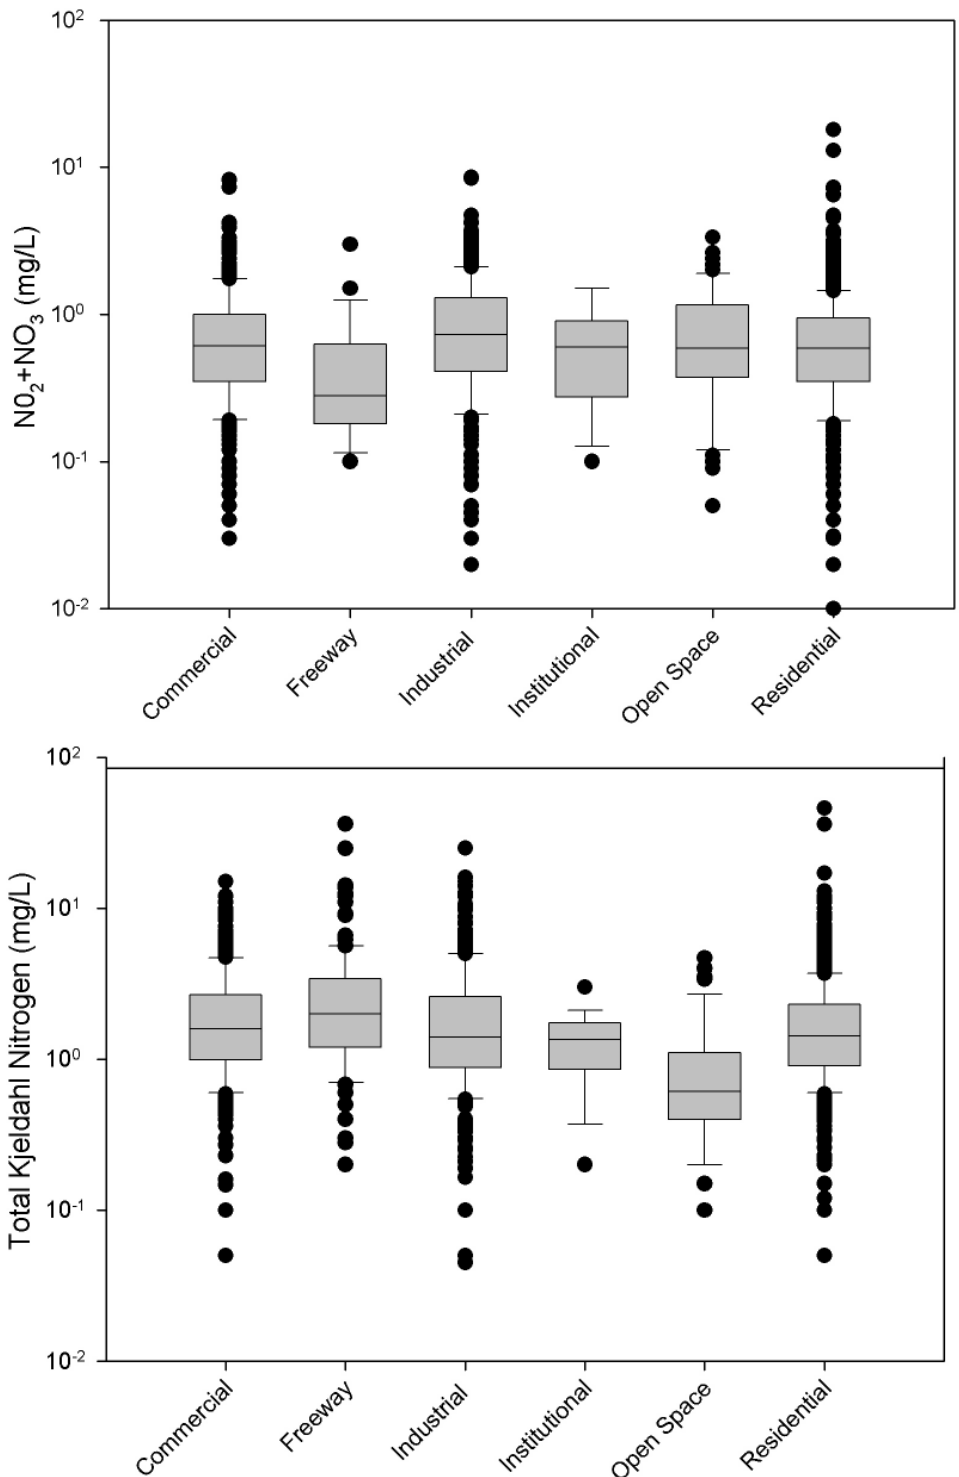 10²
10¹
10⁰
10⁻¹
10⁻²
N0₂+NO₃ (mg/L)
Commercial
Freeway
Industrial
Institutional
Open Space
Residential
10²
10¹
10⁰
10⁻¹
10⁻²
Total Kjeldahl Nitrogen (mg/L)
Commercial
Freeway
Industrial
Institutional
Open Space
Residential